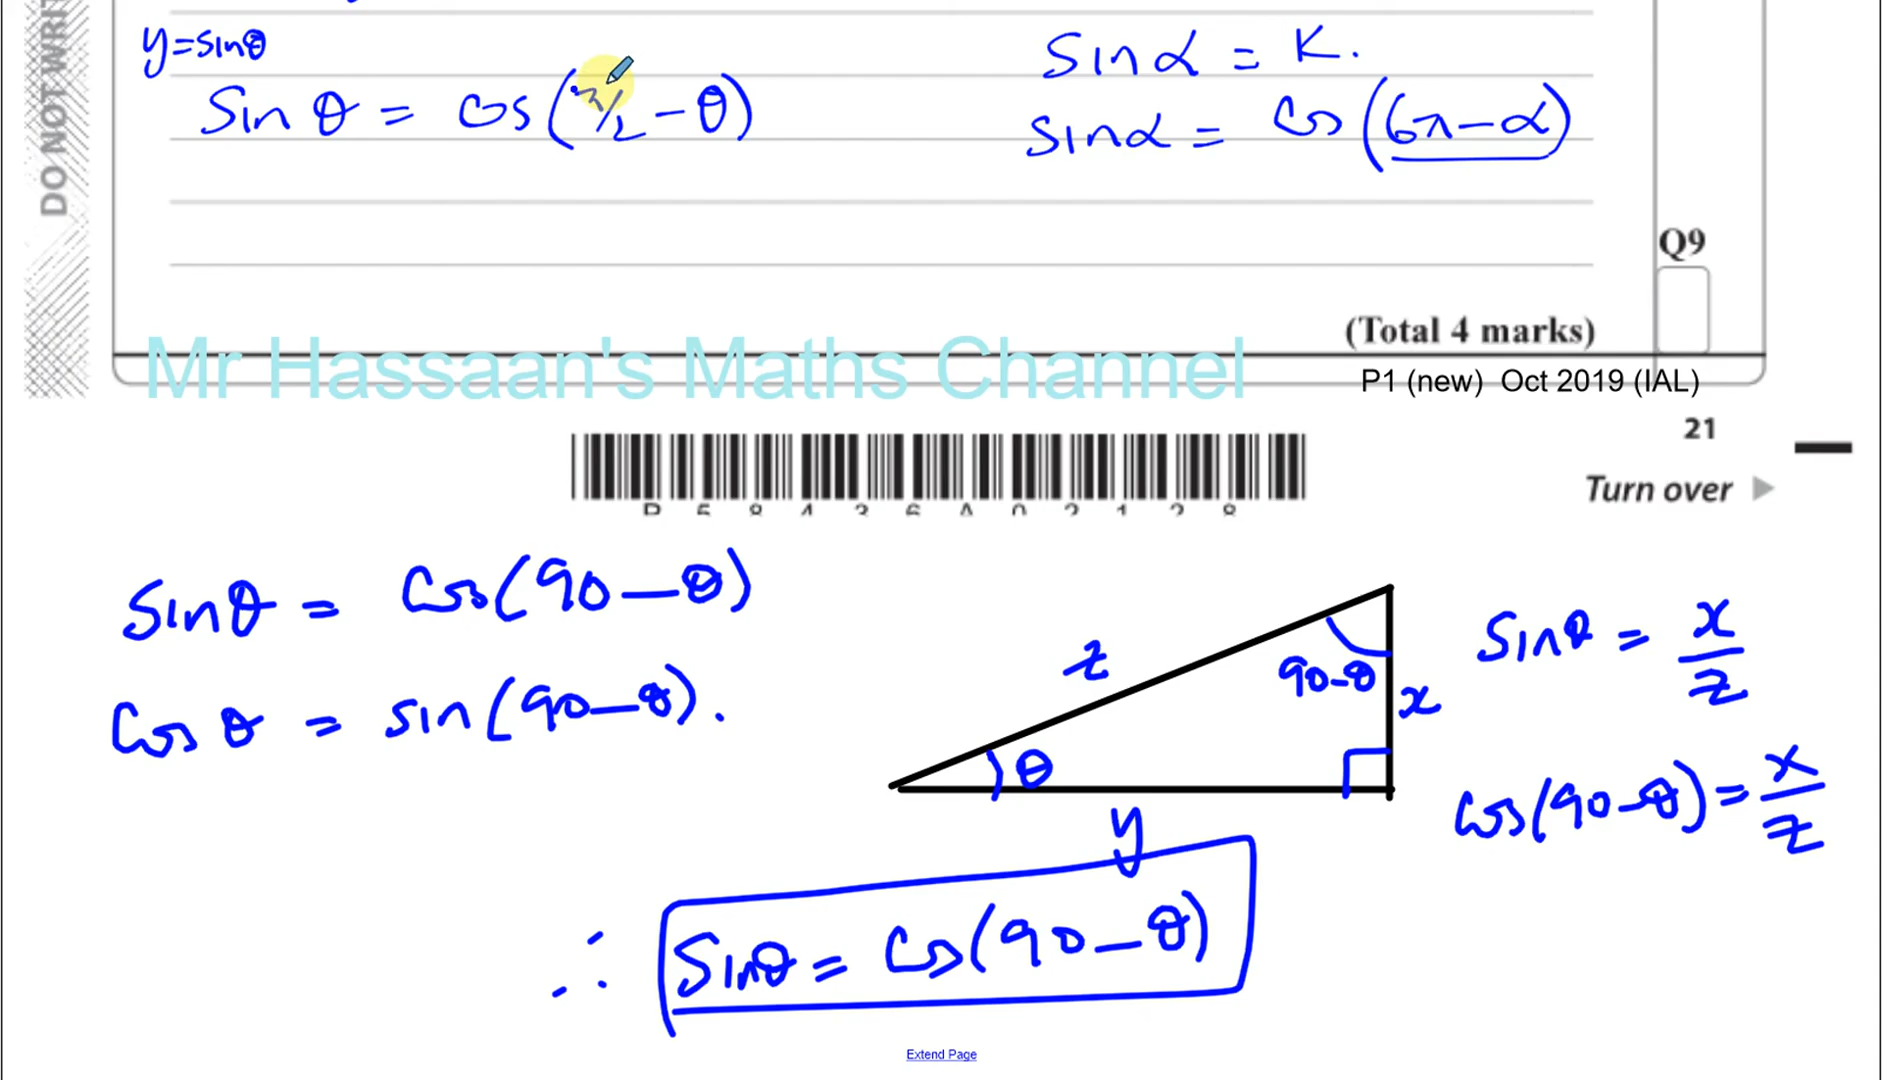 DO NOT WRIT
y=sinθ
Sin θ = cos(π/2 − θ)
Sin α = K.
Sin α = cos(6π − α)
Q9
(Total 4 marks)
Mr Hassaan's Maths Channel
P1 (new) Oct 2019 (IAL)
21
P58436A02128
Turn over
Sinθ = Cos(90−θ)
Cos θ = sin(90−θ).
z
90−θ
x
θ
y
Sinθ = x/z
Cos(90−θ) = x/z
∴ Sinθ = Cos(90−θ)
Extend Page